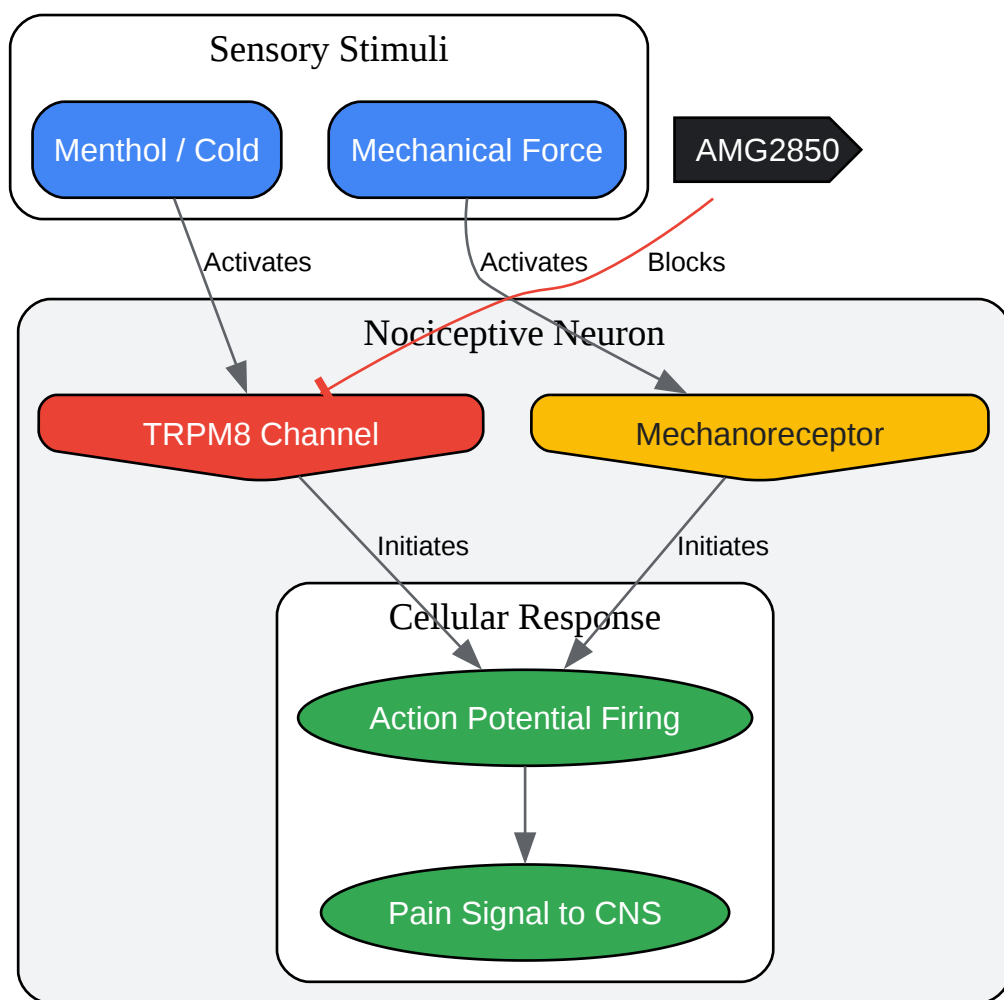 Sensory Stimuli
Menthol / Cold
Mechanical Force
AMG2850
Activates
Activates
Blocks
Nociceptive Neuron
TRPM8 Channel
Mechanoreceptor
Initiates
Initiates
Cellular Response
Action Potential Firing
Pain Signal to CNS